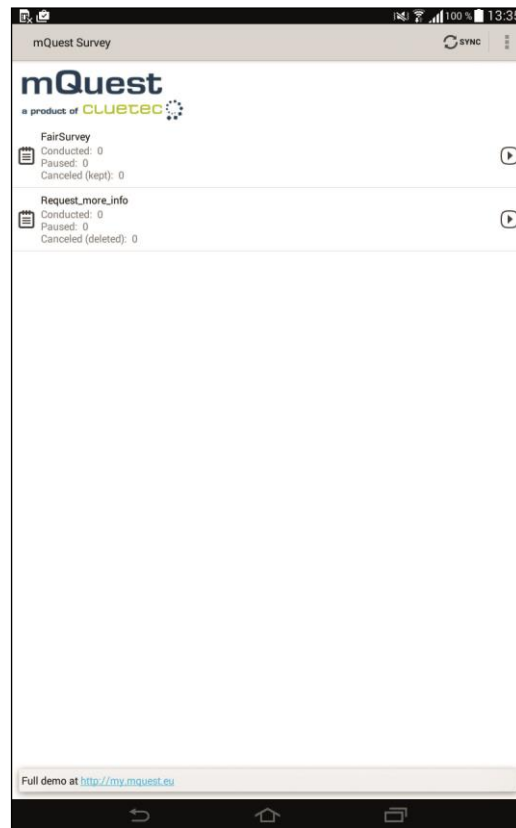 100 % 13:35
mQuest Survey SYNC
mQuest
a product of CLUETEC
FairSurvey
Conducted: 0
Paused: 0
Canceled (kept): 0
Request_more_info
Conducted: 0
Paused: 0
Canceled (deleted): 0
Full demo at http://my.mquest.eu